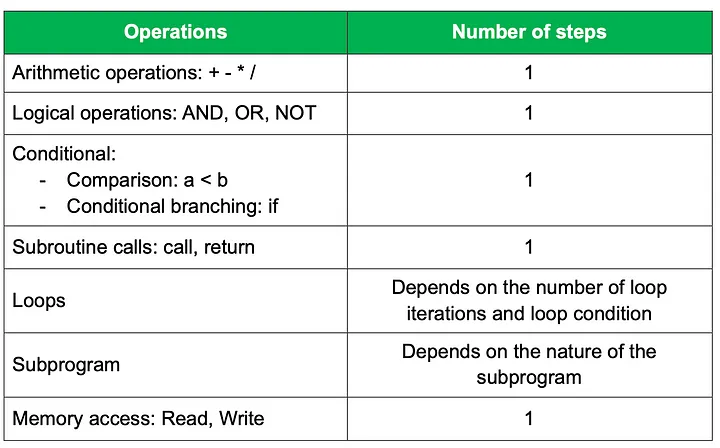 Operations
Number of steps
Arithmetic operations: + - * /
1
Logical operations: AND, OR, NOT
1
Conditional:
- Comparison: a < b
- Conditional branching: if
1
Subroutine calls: call, return
1
Loops
Depends on the number of loop
iterations and loop condition
Subprogram
Depends on the nature of the
subprogram
Memory access: Read, Write
1